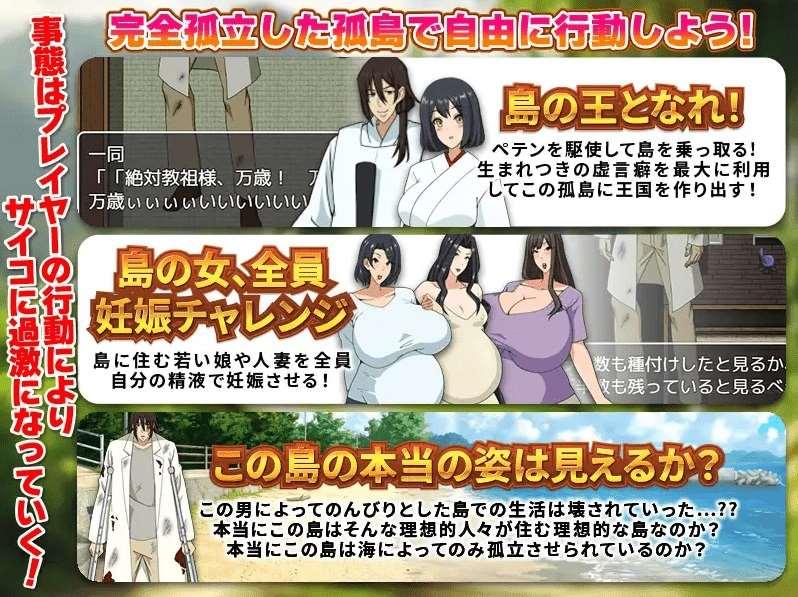 完全孤立した孤島で自由に行動しよう!
事態はプレイヤーの行動により
サイコに過激になっていく!
一同
「「絶対教祖様、万歳！
万歳ぃぃぃぃいいいいいい
島の王となれ!
ペテンを駆使して島を乗っ取る!
生まれつきの虚言癖を最大に利用
してこの孤島に王国を作り出す!
島の女、全員
妊娠チャレンジ
島に住む若い娘や人妻を全員
自分の精液で妊娠させる!
数も種付けしたと見るか
数も残っていると見るべ
この島の本当の姿は見えるか?
この男によってのんびりとした島での生活は壊されていった...??
本当にこの島はそんな理想的人々が住む理想的な島なのか?
本当にこの島は海によってのみ孤立させられているのか?